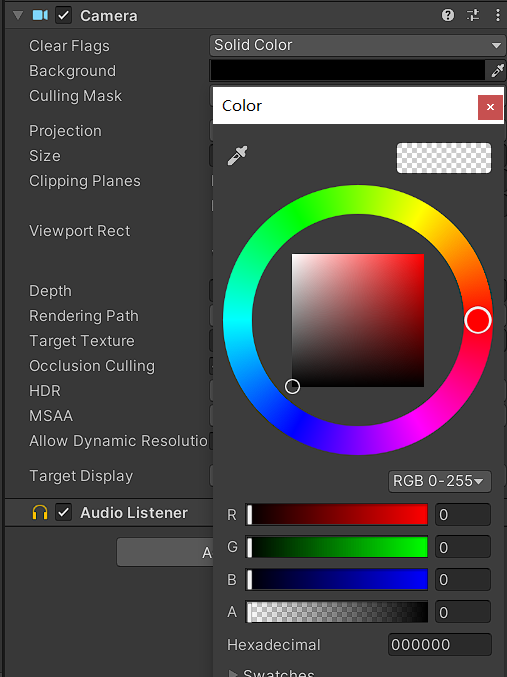 Camera
Clear Flags Solid Color
Background
Culling Mask
Color
Projection
Size
Clipping Planes
Viewport Rect
Depth
Rendering Path
Target Texture
Occlusion Culling
HDR
MSAA
Allow Dynamic Resolutio
Target Display
RGB 0-255
Audio Listener
R 0
G 0
B 0
A 0
Hexadecimal 000000
Swatches